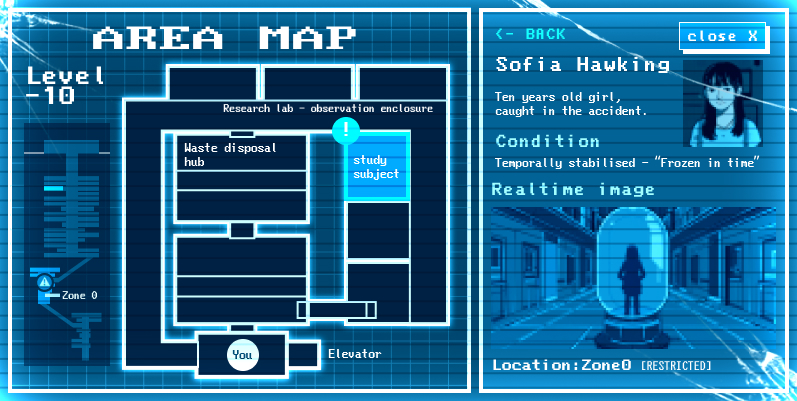 AREA MAP
Level
-10
Research lab - observation enclosure
!
Waste disposal
hub
study
subject
Zone 0
You
Elevator
<- BACK
close X
Sofia Hawking
Ten years old girl,
caught in the accident.
Condition
Temporally stabilised - "Frozen in time"
Realtime image
Location:Zone0 [RESTRICTED]